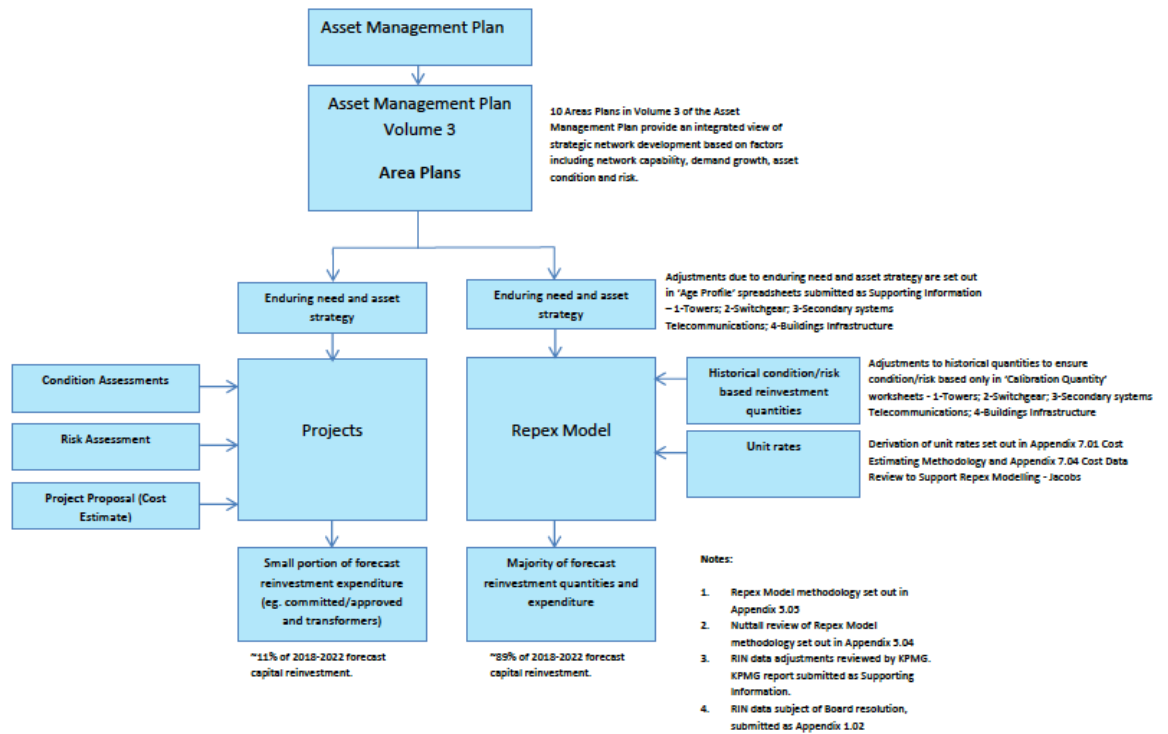 Asset Management Plan
Asset Management Plan
Volume 3
Area Plans
10 Areas Plans in Volume 3 of the Asset
Management Plan provide an integrated view of
strategic network development based on factors
including network capability, demand growth, asset
condition and risk.
Enduring need and asset
strategy
Enduring need and asset
strategy
Adjustments due to enduring need and asset strategy are set out
in 'Age Profile' spreadsheets submitted as Supporting Information
– 1-Towers; 2-Switchgear; 3-Secondary systems
Telecommunications; 4-Buildings Infrastructure
Condition Assessments
Risk Assessment
Project Proposal (Cost
Estimate)
Projects
Repex Model
Historical condition/risk
based reinvestment
quantities
Adjustments to historical quantities to ensure
condition/risk based only in 'Calibration Quantity'
worksheets - 1-Towers; 2-Switchgear; 3-Secondary systems
Telecommunications; 4-Buildings Infrastructure
Unit rates
Derivation of unit rates set out in Appendix 7.01 Cost
Estimating Methodology and Appendix 7.04 Cost Data
Review to Support Repex Modelling - Jacobs
Small portion of forecast
reinvestment expenditure
(eg. committed/approved
and transformers)
~11% of 2018-2022 forecast
capital reinvestment.
Majority of forecast
reinvestment quantities and
expenditure
~89% of 2018-2022 forecast
capital reinvestment.
Notes:
1. Repex Model methodology set out in
Appendix 5.05
2. Nuttall review of Repex Model
methodology set out in Appendix 5.04
3. RIN data adjustments reviewed by KPMG.
KPMG report submitted as Supporting
Information.
4. RIN data subject of Board resolution,
submitted as Appendix 1.02